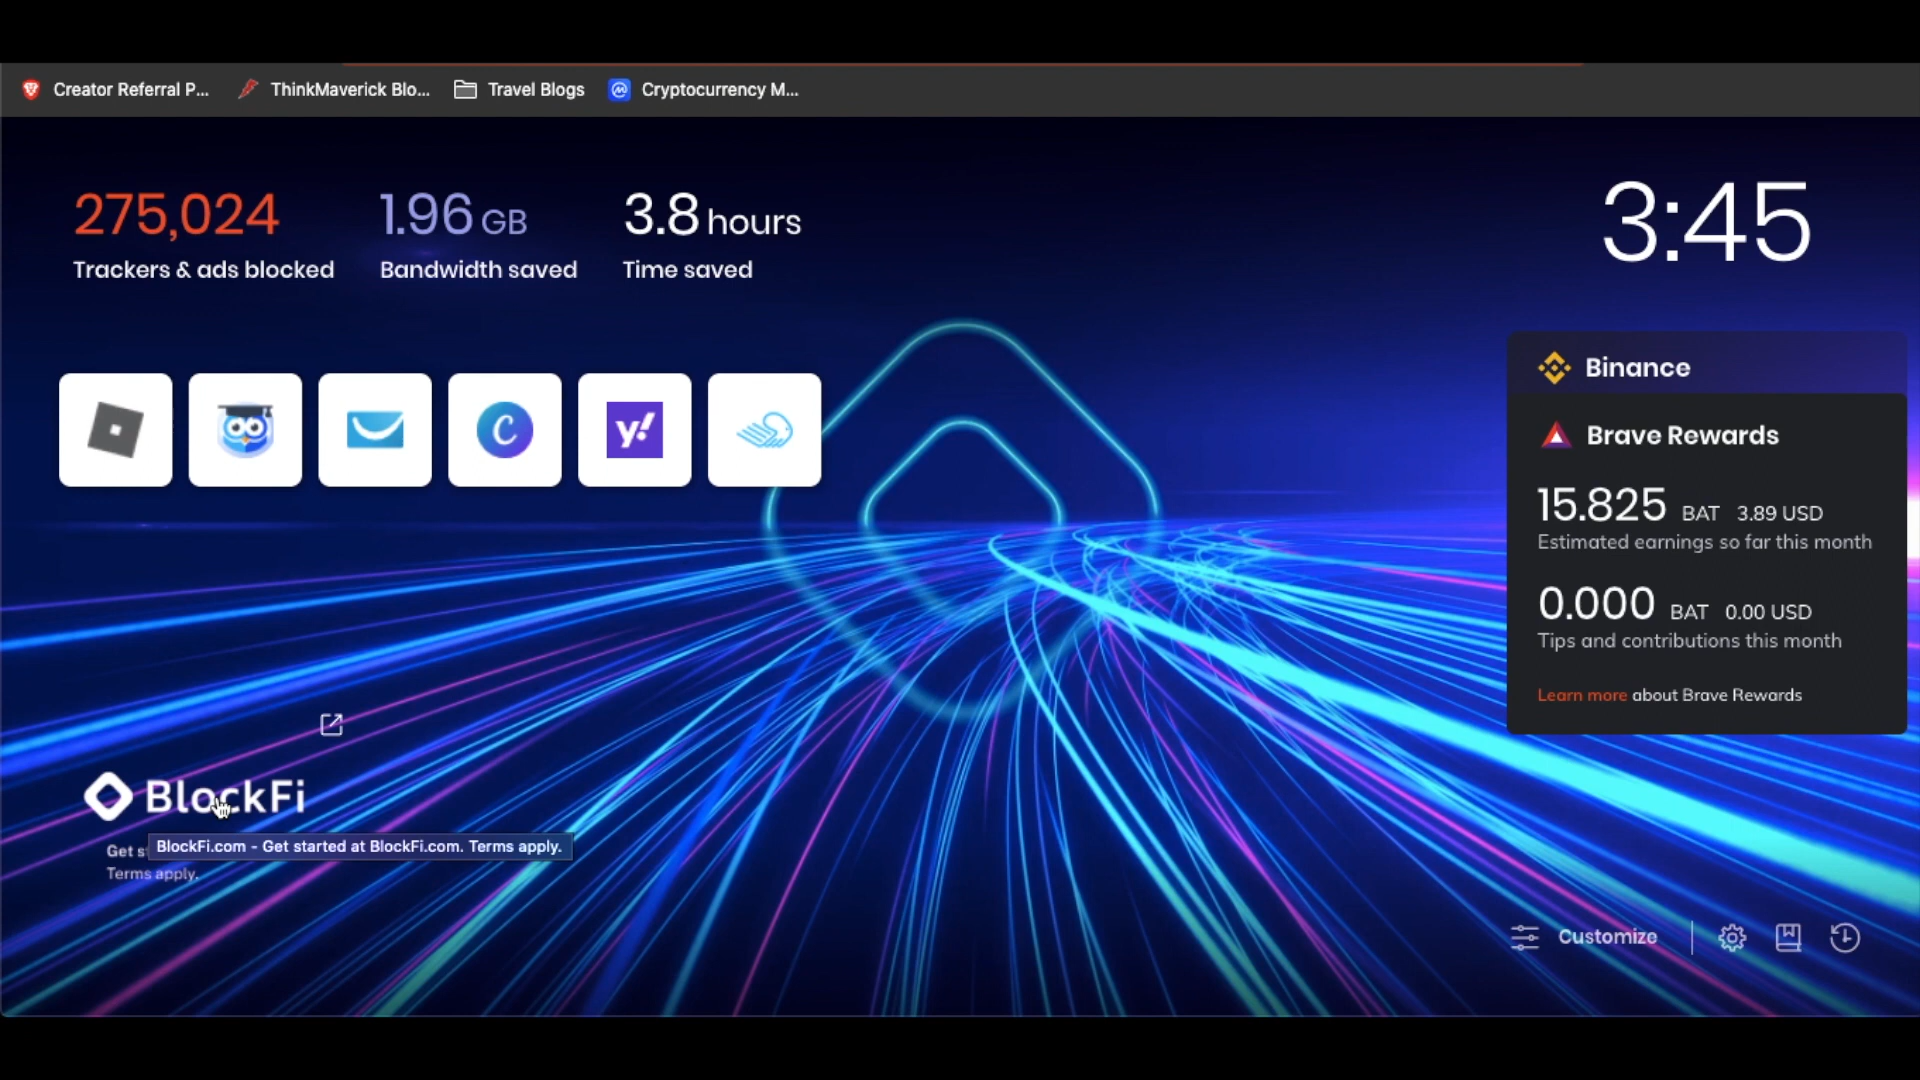 Creator Referral P... ThinkMaverick Blo... Travel Blogs Cryptocurrency M...
275,024 1.96 GB 3.8 hours
Trackers & ads blocked Bandwidth saved Time saved
3:45
C y!
Binance
Brave Rewards
15.825 BAT 3.89 USD
Estimated earnings so far this month
0.000 BAT 0.00 USD
Tips and contributions this month
Learn more about Brave Rewards
BlockFi
Get s
BlockFi.com - Get started at BlockFi.com. Terms apply.
Terms apply.
Customize